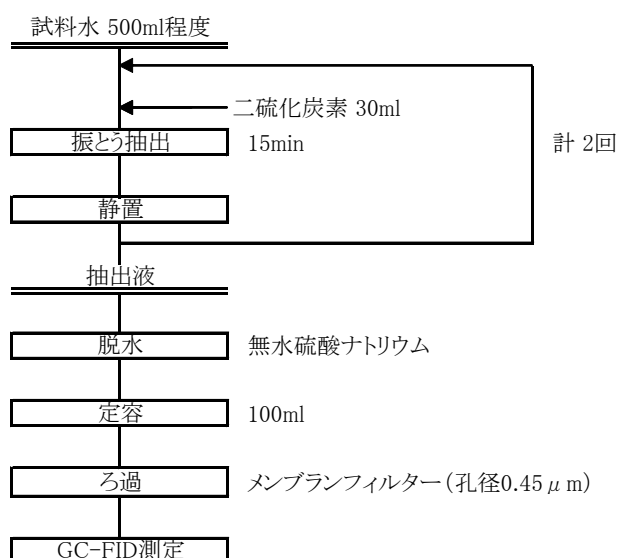 試料水 500ml程度
二硫化炭素 30ml
振とう抽出 15min 計 2回
静置
抽出液
脱水 無水硫酸ナトリウム
定容 100ml
ろ過 メンブランフィルター(孔径0.45μm)
GC-FID測定